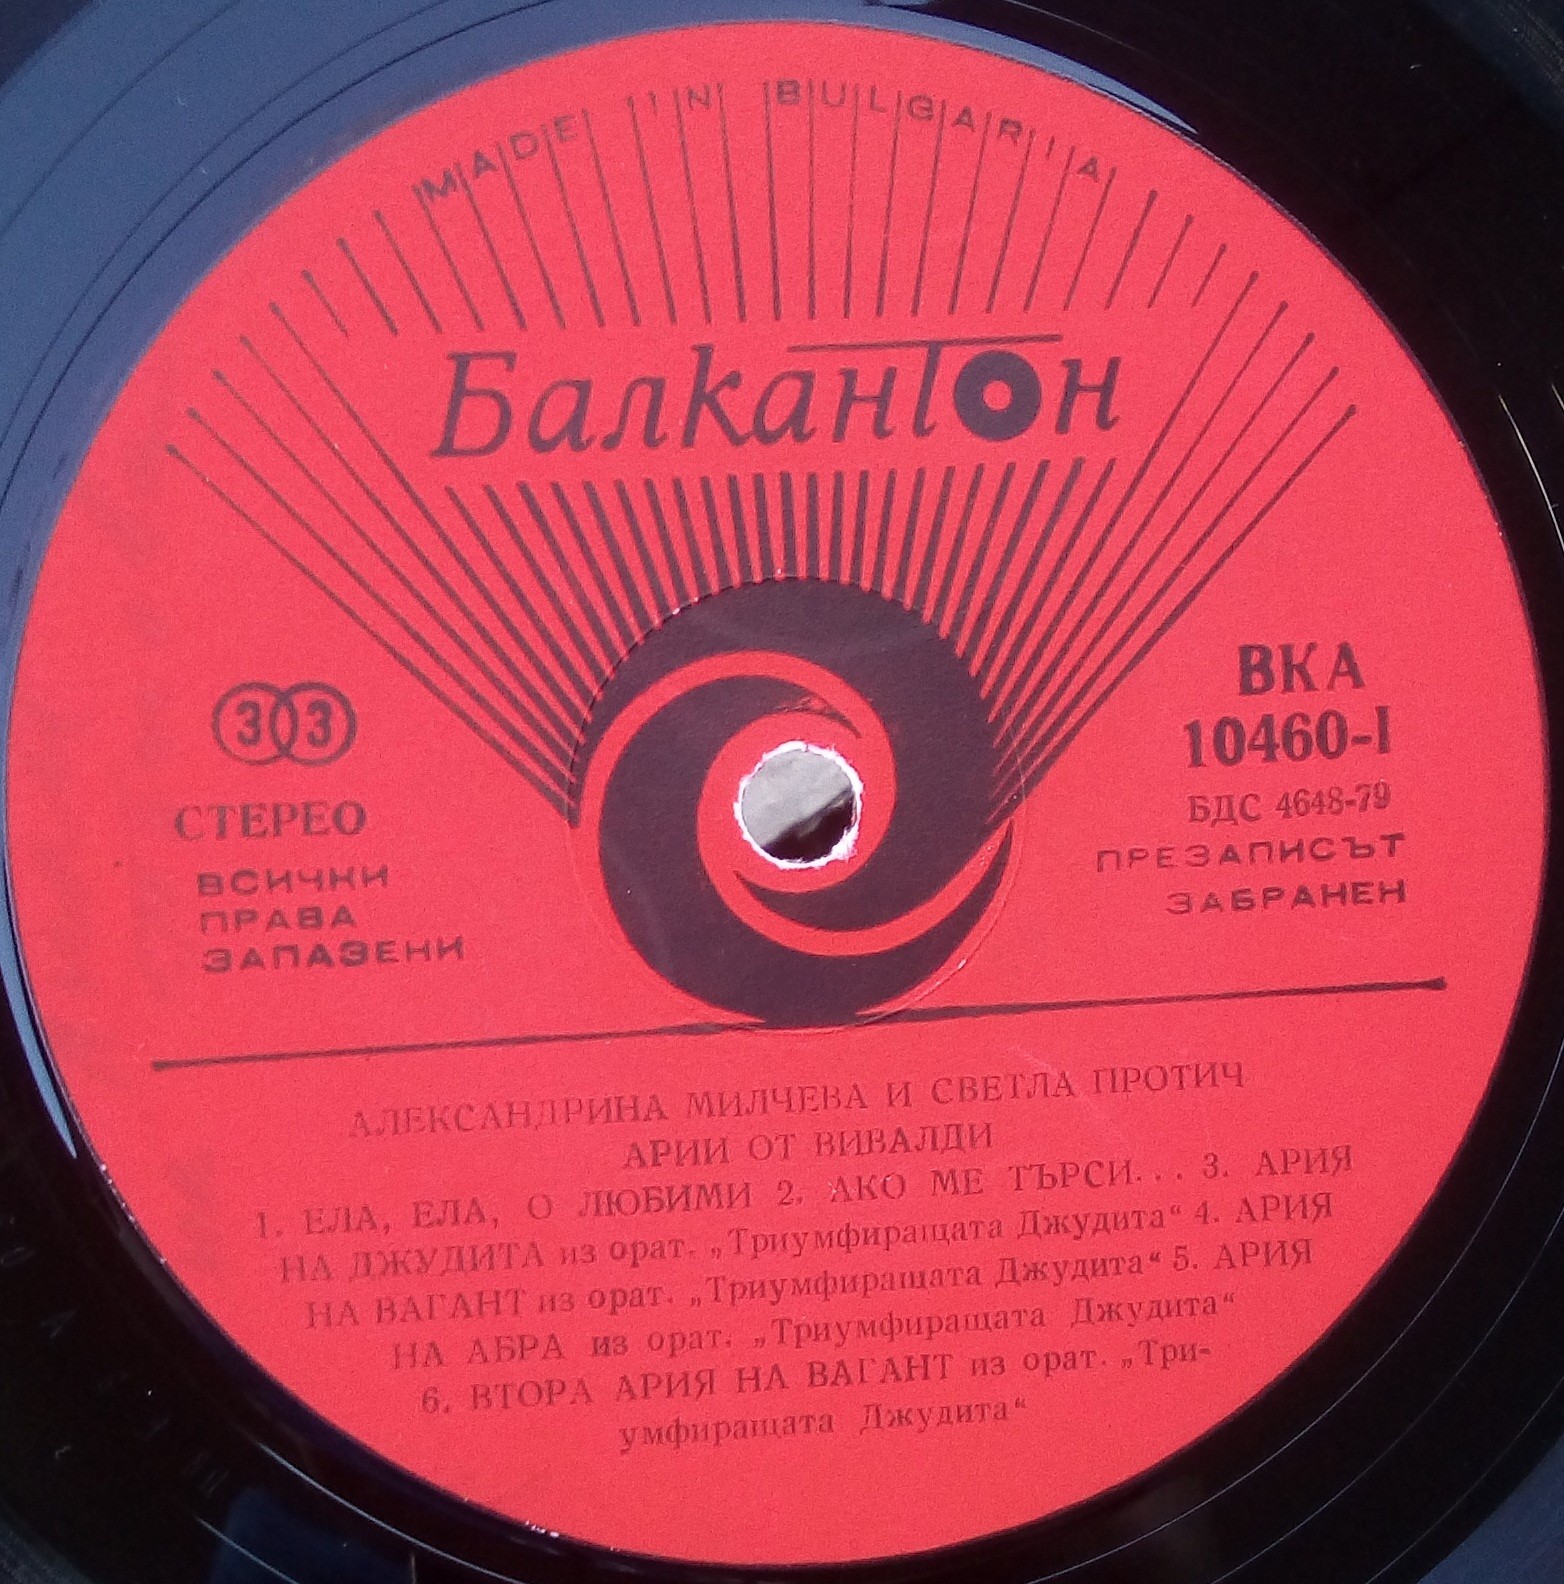 MADE IN BULGARIA
Балкантон
33
СТЕРЕО
ВСИЧКИ
ПРАВА
ЗАПАЗЕНИ
ВКА
10460-I
БДС 4648-79
ПРЕЗАПИСЪТ
ЗАБРАНЕН
АЛЕКСАНДРИНА МИЛЧЕВА И СВЕТЛА ПРОТИЧ
АРИИ ОТ ВИВАЛДИ
1. ЕЛА, ЕЛА, О ЛЮБИМИ 2. АКО МЕ ТЪРСИ... 3. АРИЯ
НА ДЖУДИТА из орат. „Триумфиращата Джудита“ 4. АРИЯ
НА ВАГАНТ из орат. „Триумфиращата Джудита“ 5. АРИЯ
НА АБРА из орат. „Триумфиращата Джудита“
6. ВТОРА АРИЯ НА ВАГАНТ из орат. „Три-
умфиращата Джудита“